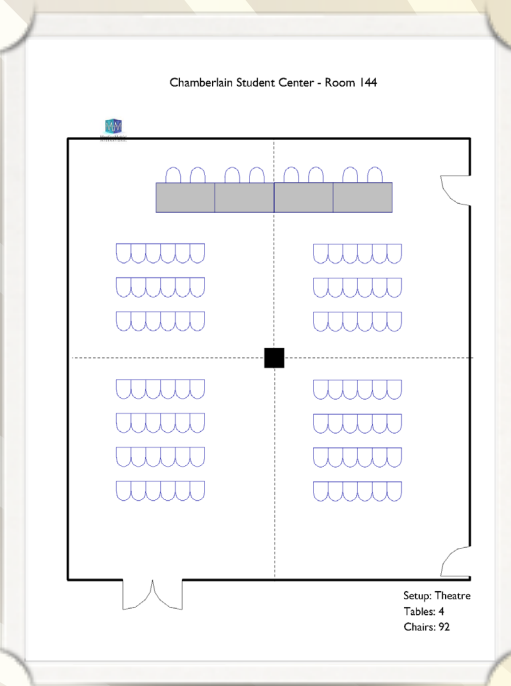 Chamberlain Student Center - Room 144
Setup: Theatre
Tables: 4
Chairs: 92